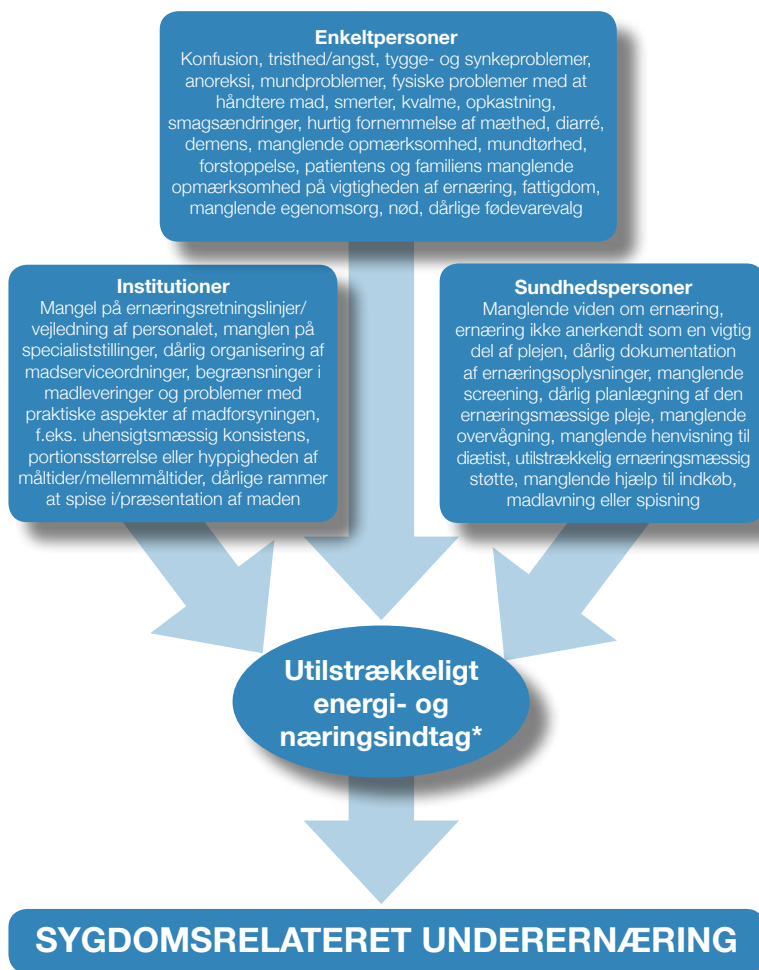 Enkeltpersoner
Konfusion, tristhed/angst, tygge- og synkeproblemer,
anoreksi, mundproblemer, fysiske problemer med at
håndtere mad, smerter, kvalme, opkastning,
smagsændringer, hurtig fornemmelse af mæthed, diarré,
demens, manglende opmærksomhed, mundtørhed,
forstoppelse, patientens og familiens manglende
opmærksomhed på vigtigheden af ernæring, fattigdom,
manglende egenomsorg, nød, dårlige fødevarevalg
Institutioner
Mangel på ernæringsretningslinjer/
vejledning af personalet, manglen på
specialiststillinger, dårlig organisering af
madserviceordninger, begrænsninger i
madleveringer og problemer med
praktiske aspekter af madforsyningen,
f.eks. uhensigtsmæssig konsistens,
portionsstørrelse eller hyppigheden af
måltider/mellemmåltider, dårlige rammer
at spise i/præsentation af maden
Sundhedspersoner
Manglende viden om ernæring,
ernæring ikke anerkendt som en vigtig
del af plejen, dårlig dokumentation
af ernæringsoplysninger, manglende
screening, dårlig planlægning af den
ernæringsmæssige pleje, manglende
overvågning, manglende henvisning til
diætist, utilstrækkelig ernæringsmæssig
støtte, manglende hjælp til indkøb,
madlavning eller spisning
Utilstrækkeligt
energi- og
næringsindtag*
SYGDOMSRELATERET UNDERERNÆRING